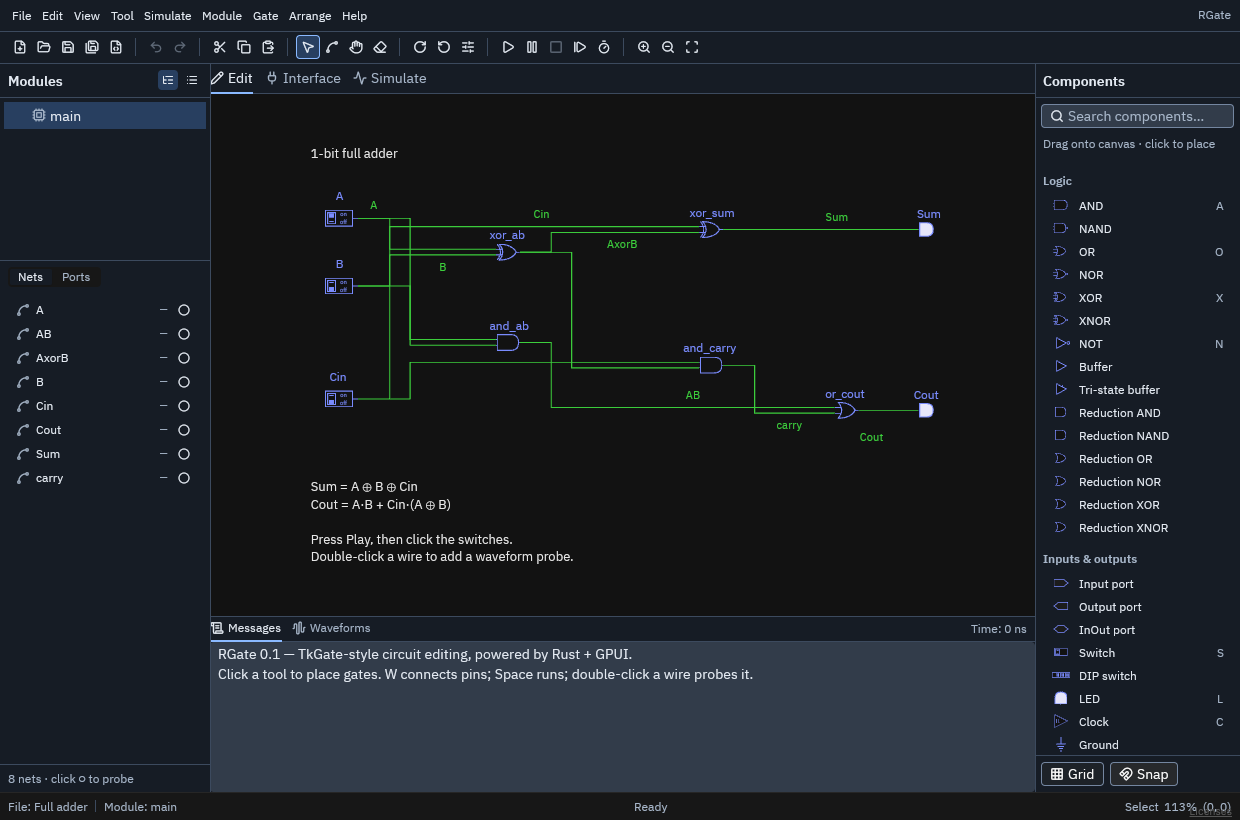 File Edit View Tool Simulate Module Gate Arrange Help
RGate
Modules
main
Nets Ports
A
AB
AxorB
B
Cin
Cout
Sum
carry
8 nets · click ○ to probe
Edit Interface Simulate
1-bit full adder
A
on
off
A
Cin
xor_sum
Sum
Sum
xor_ab
AxorB
B
on
off
B
and_ab
and_carry
Cin
on
off
AB
or_cout
Cout
carry
Cout
Sum = A ⊕ B ⊕ Cin
Cout = A·B + Cin·(A ⊕ B)
Press Play, then click the switches.
Double-click a wire to add a waveform probe.
Messages Waveforms
Time: 0 ns
RGate 0.1 — TkGate-style circuit editing, powered by Rust + GPUI.
Click a tool to place gates. W connects pins; Space runs; double-click a wire probes it.
Components
Search components...
Drag onto canvas · click to place
Logic
AND A
NAND
OR O
NOR
XOR X
XNOR
NOT N
Buffer
Tri-state buffer
Reduction AND
Reduction NAND
Reduction OR
Reduction NOR
Reduction XOR
Reduction XNOR
Inputs & outputs
Input port
Output port
InOut port
Switch S
DIP switch
LED L
Clock C
Ground
Grid Snap
File: Full adder Module: main
Ready
Select 113% (0, 0)
Licenses